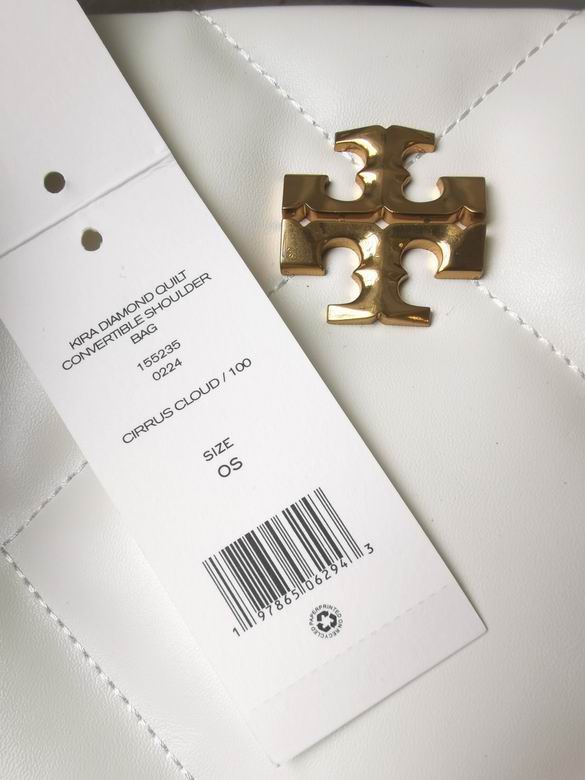 KIRA DIAMOND QUILT
CONVERTIBLE SHOULDER
BAG
155235
0224
CIRRUS CLOUD / 100
SIZE
OS
1 97865 06294 3
PAPER PRINTED ON RECYCLED